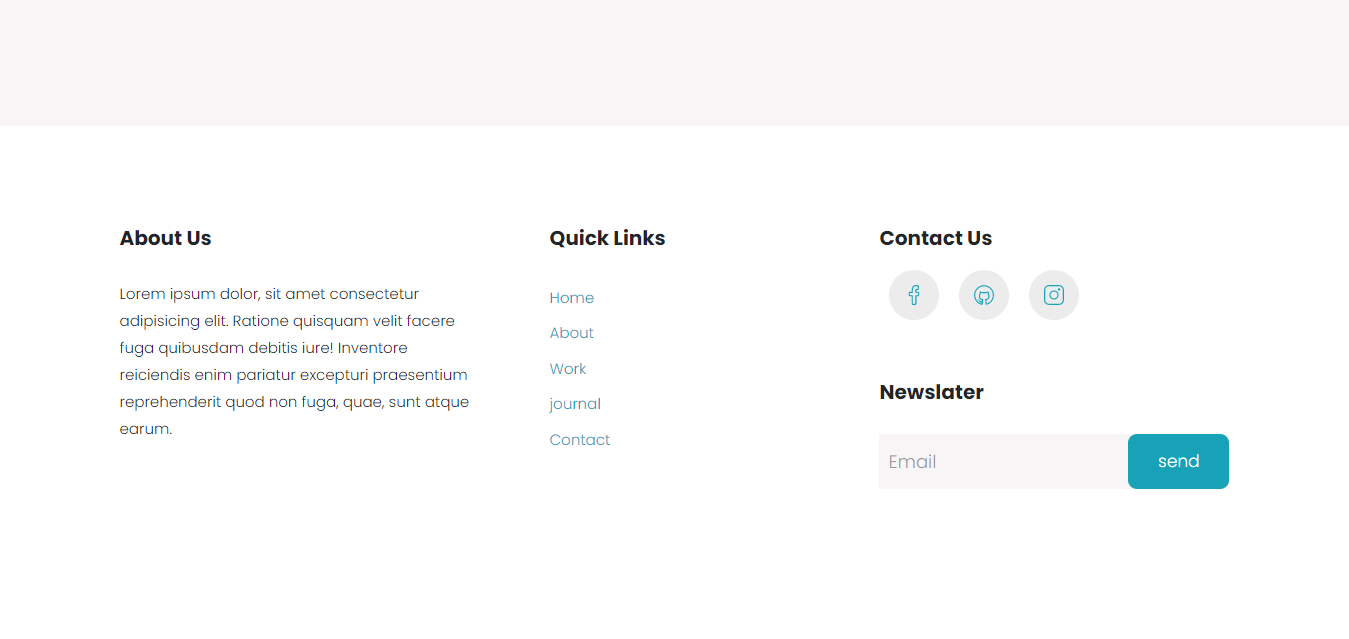 About Us
Lorem ipsum dolor, sit amet consectetur
adipisicing elit. Ratione quisquam velit facere
fuga quibusdam debitis iure! Inventore
reiciendis enim pariatur excepturi praesentium
reprehenderit quod non fuga, quae, sunt atque
earum.
Quick Links
Home
About
Work
journal
Contact
Contact Us
Newslater
Email
send